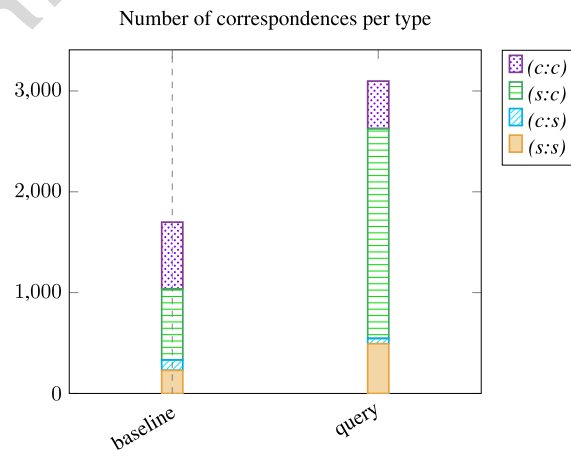 Number of correspondences per type
3,000
2,000
1,000
0
baseline
query
(c:c)
(s:c)
(c:s)
(s:s)